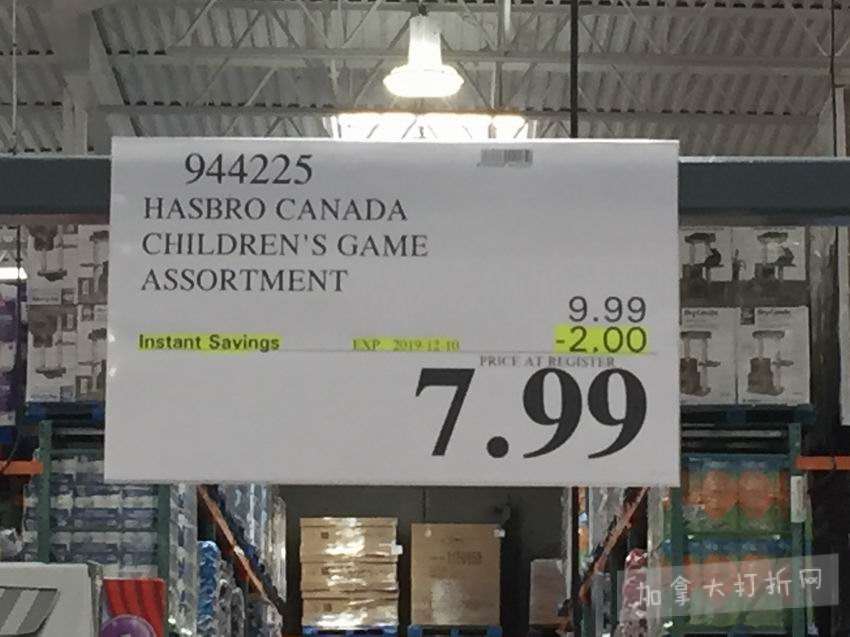 944225
HASBRO CANADA
CHILDREN'S GAME
ASSORTMENT
9.99
Instant Savings EXP 2019-12-10 -2.00
PRICE AT REGISTER
7.99
加拿大打折网